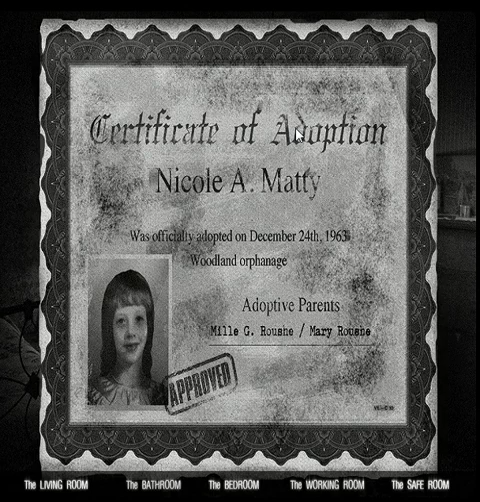 Certificate of Adoption
Nicole A. Matty
Was officially adopted on December 24th, 1963
Woodland orphanage
Adoptive Parents
Mille G. Roushe / Mary Roushe
APPROVED
The LIVING ROOM The BATHROOM The BEDROOM The WORKING ROOM The SAFE ROOM